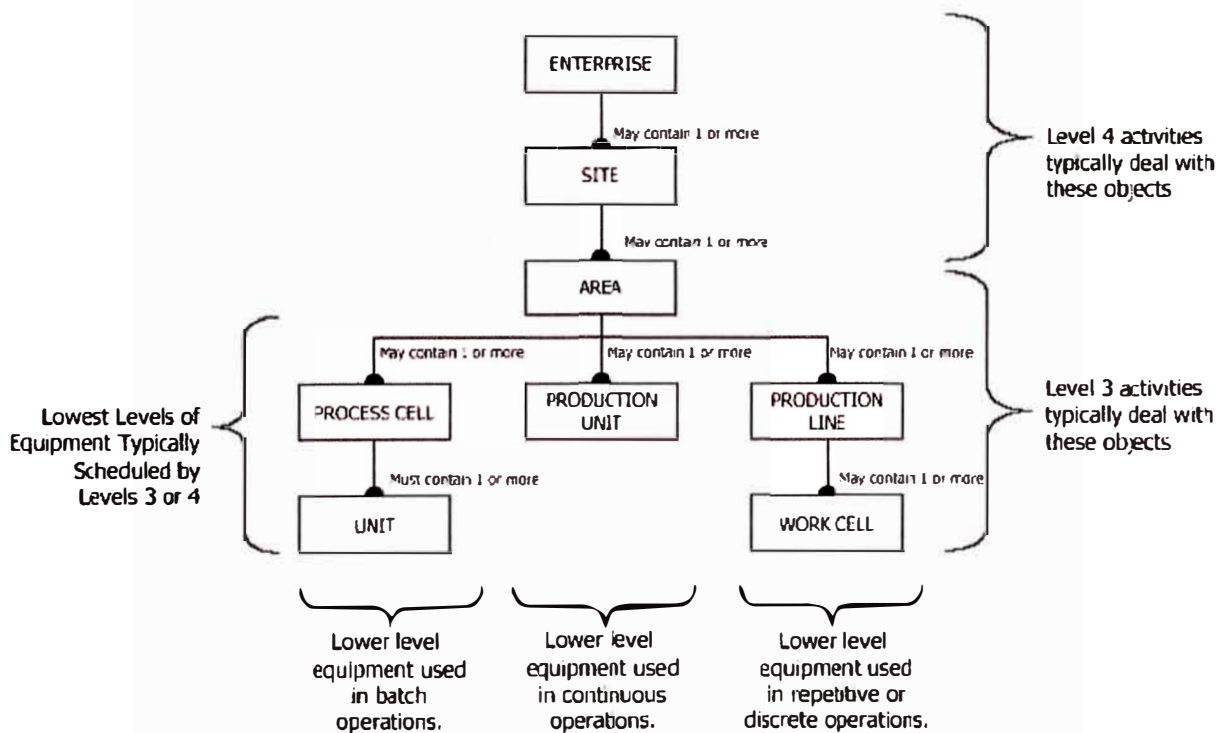 ENTERPRISE
May contain 1 or more
SITE
May contain 1 or more
AREA
Level 4 activities
typically deal with
these objects
May contain 1 or more
May contain 1 or more
May contain 1 or more
PROCESS CELL
PRODUCTION
UNIT
PRODUCTION
LINE
Lowest Levels of
Equipment Typically
Scheduled by
Levels 3 or 4
Level 3 activities
typically deal with
these objects
Must contain 1 or more
May contain 1 or more
UNIT
WORK CELL
Lower level
equipment used
in batch
operations.
Lower level
equipment used
in continuous
operations.
Lower level
equipment used
in repetitive or
discrete operations.